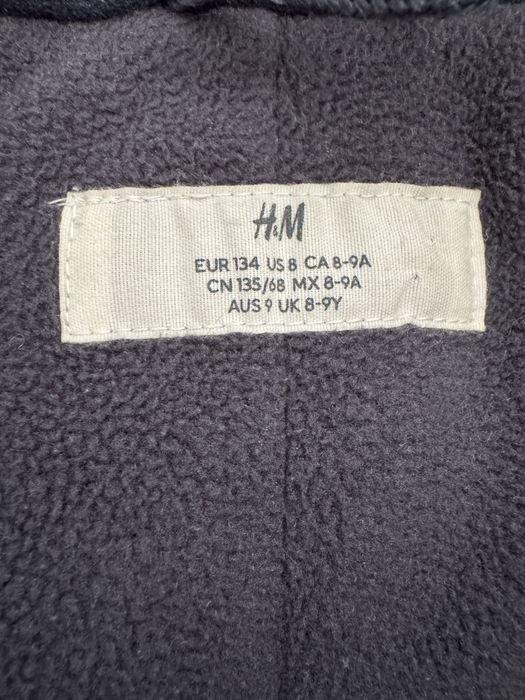 H&M
EUR 134 US 8 CA 8-9A
CN 135/68 MX 8-9A
AUS 9 UK 8-9Y